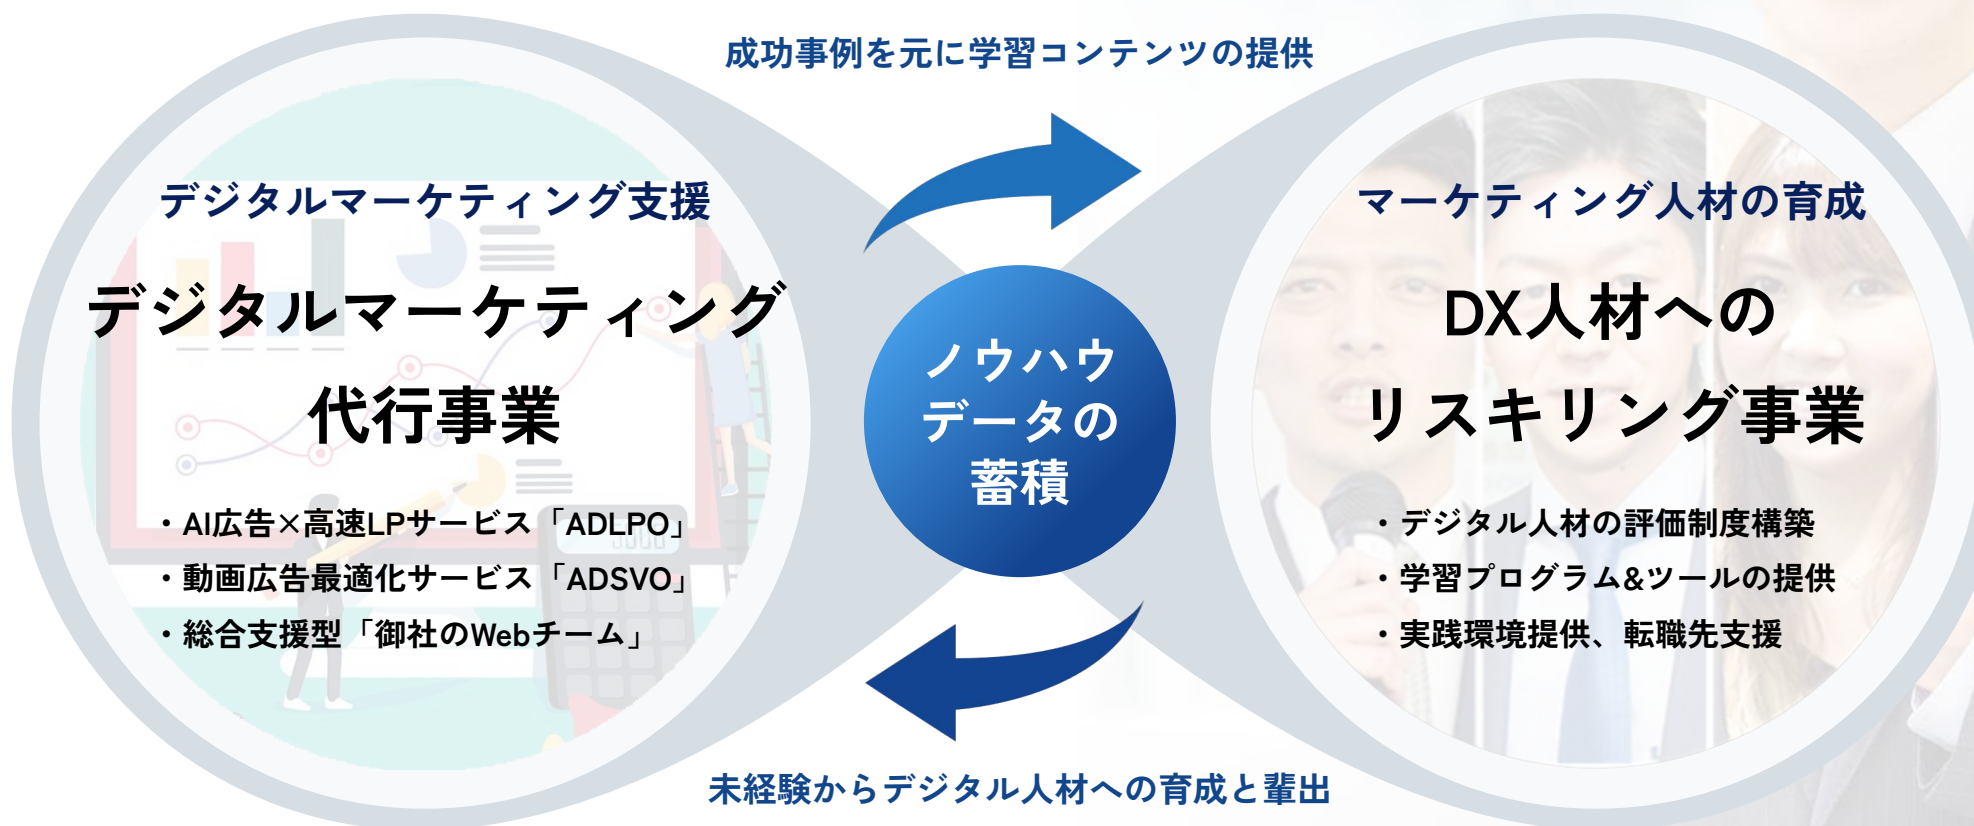 成功事例を元に学習コンテンツの提供
デジタルマーケティング支援
デジタルマーケティング
代行事業
・AI広告×高速LPサービス「ADLPO」
・動画広告最適化サービス「ADSVO」
・総合支援型「御社のWebチーム」
ノウハウ
データの
蓄積
マーケティング人材の育成
DX人材への
リスキリング事業
・デジタル人材の評価制度構築
・学習プログラム&ツールの提供
・実践環境提供、転職先支援
未経験からデジタル人材への育成と輩出